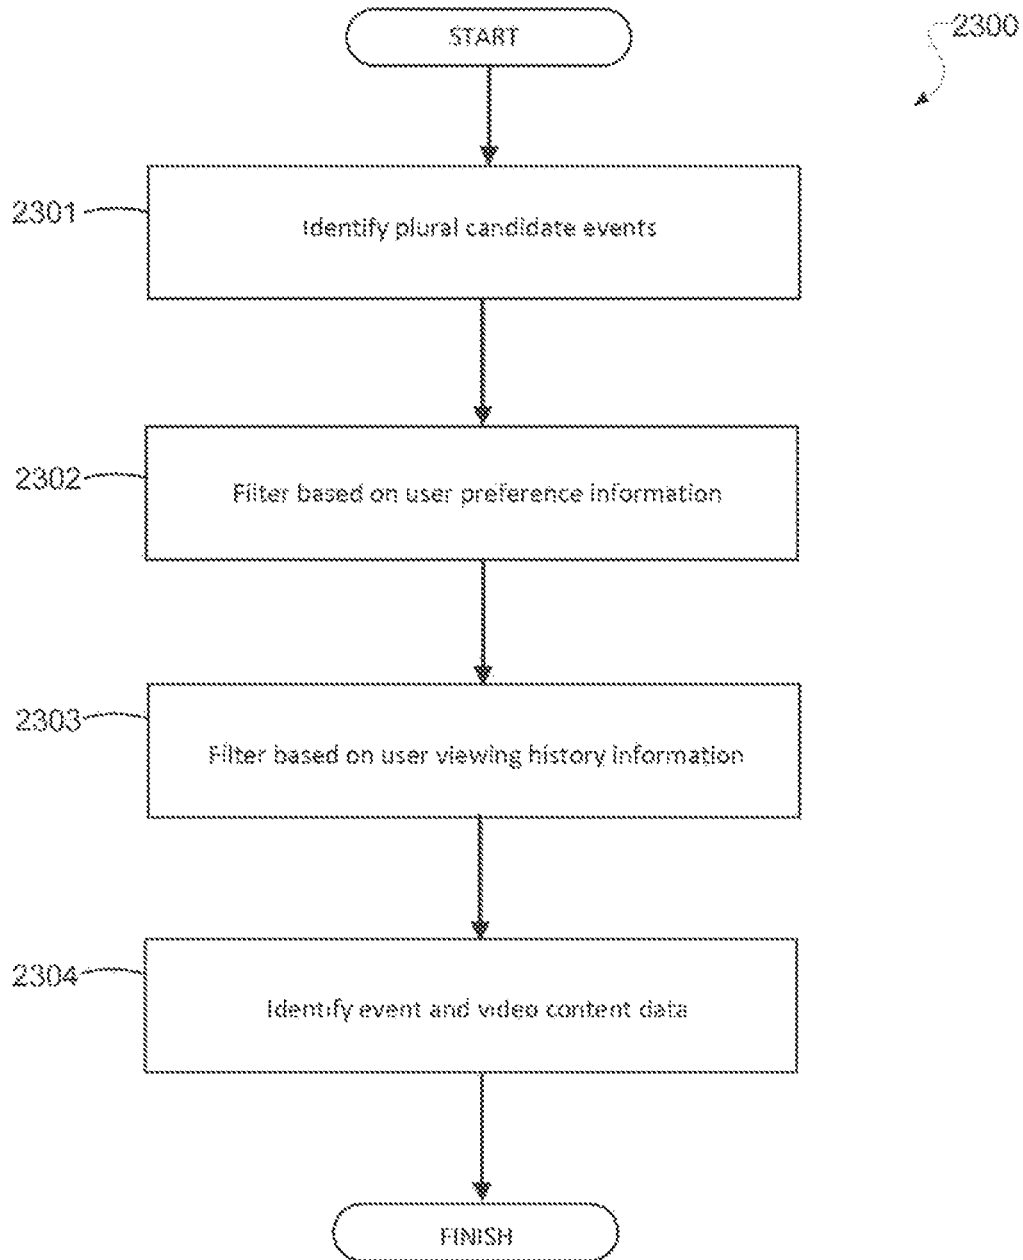 START
2300
2301
Identify plural candidate events
2302
Filter based on user preference information
2303
Filter based on user viewing history information
2304
Identify event and video content data
FINISH